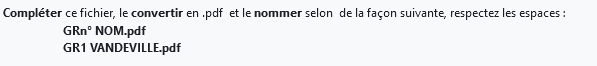 Compléter ce fichier, le convertir en .pdf et le nommer selon de la façon suivante, respectez les espaces :
GRn° NOM.pdf
GR1 VANDEVILLE.pdf